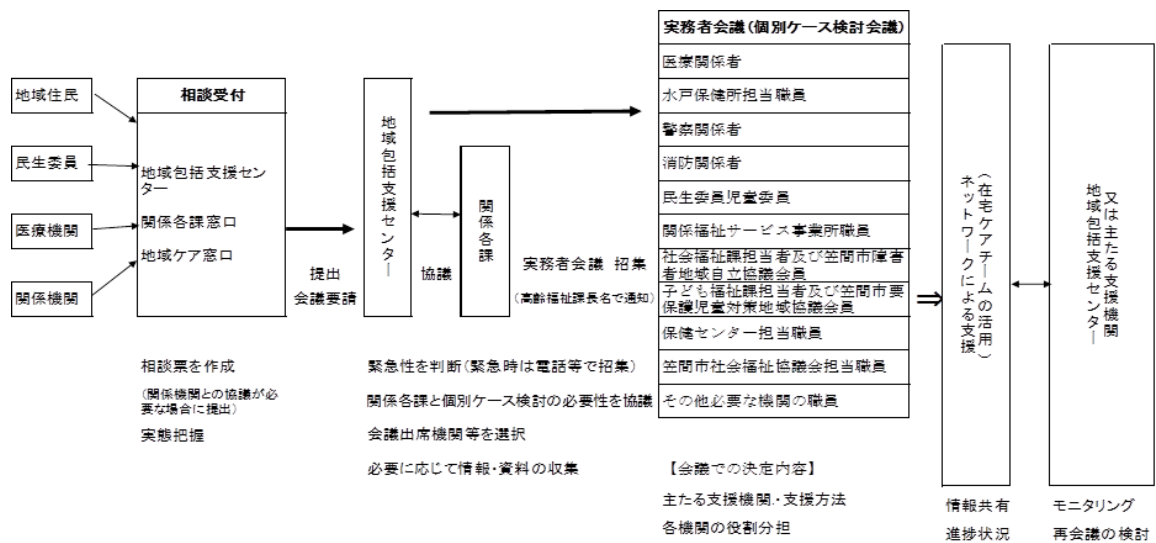 地域住民
民生委員
医療機関
関係機関
相談受付
地域包括支援セン
ター
関係各課窓口
地域ケア窓口
提出
会議要請
地域包括支援センター
協議
関係各課
実務者会議 招集
(高齢福祉課長名で通知)
実務者会議(個別ケース検討会議)
医療関係者
水戸保健所担当職員
警察関係者
消防関係者
民生委員児童委員
関係福祉サービス事業所職員
社会福祉課担当者及び笠間市障害
者地域自立協議会員
子ども福祉課担当者及び笠間市要
保護児童対策地域協議会員
保健センター担当職員
笠間市社会福祉協議会担当職員
その他必要な機関の職員
ネットワークによる支援
(在宅ケアチームの活用)
地域包括支援センター
又は主たる支援機関
相談票を作成
(関係機関との協議が必
要な場合に提出)
実態把握
緊急性を判断(緊急時は電話等で招集)
関係各課と個別ケース検討の必要性を協議
会議出席機関等を選択
必要に応じて情報・資料の収集
【会議での決定内容】
主たる支援機関.・支援方法
各機関の役割分担
情報共有
進捗状況
モニタリング
再会議の検討